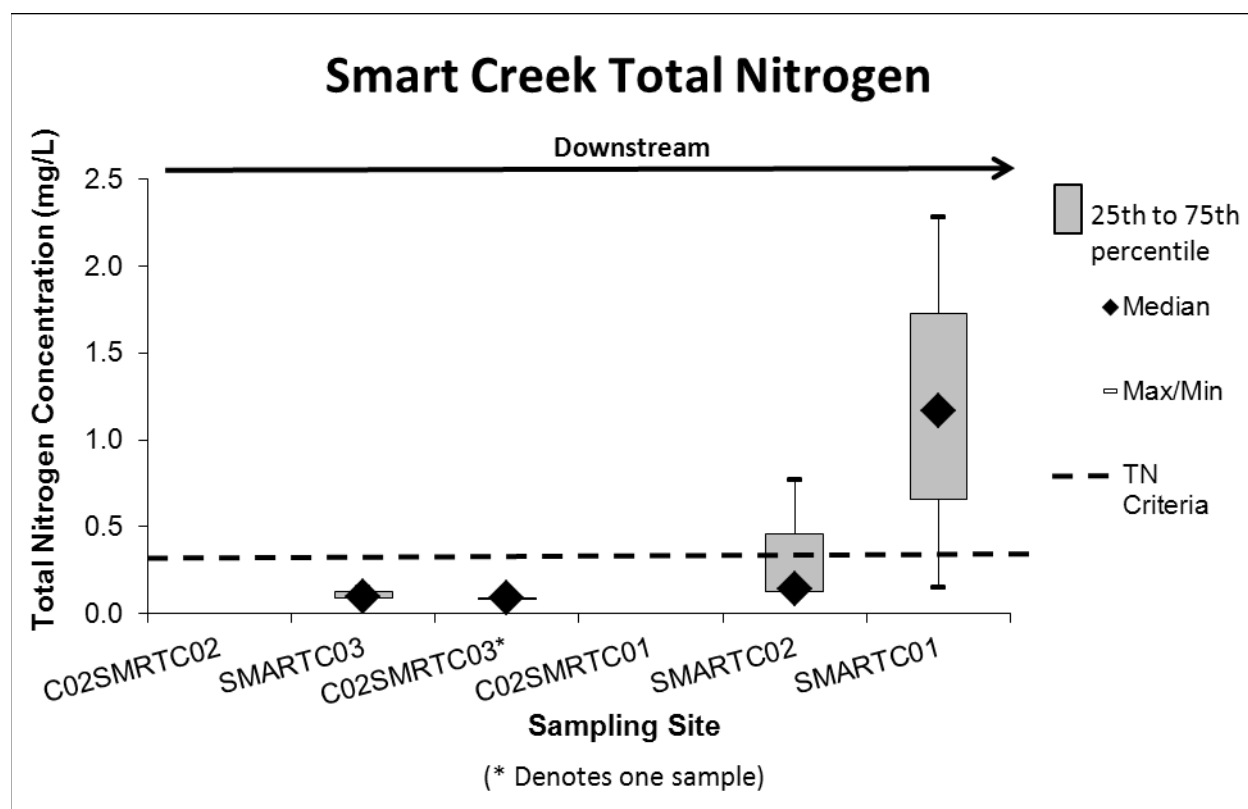 Smart Creek Total Nitrogen
Downstream
Total Nitrogen Concentration (mg/L)
2.5
2.0
1.5
1.0
0.5
0.0
C02SMRTC02
SMARTC03
C02SMRTC03*
C02SMRTC01
SMARTC02
SMARTC01
Sampling Site
(* Denotes one sample)
25th to 75th
percentile
Median
Max/Min
TN
Criteria